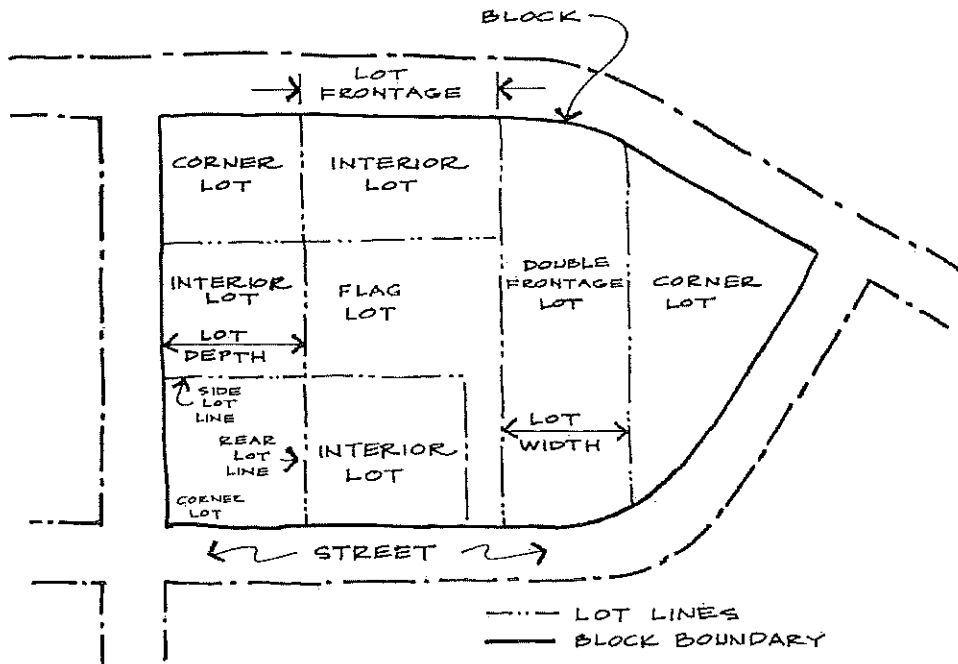 BLOCK
LOT
FRONTAGE
CORNER
LOT
INTERIOR
LOT
INTERIOR
LOT
FLAG
LOT
DOUBLE
FRONTAGE
LOT
CORNER
LOT
LOT
DEPTH
SIDE
LOT
LINE
REAR
LOT
LINE
INTERIOR
LOT
LOT
WIDTH
CORNER
LOT
STREET
LOT LINES
BLOCK BOUNDARY